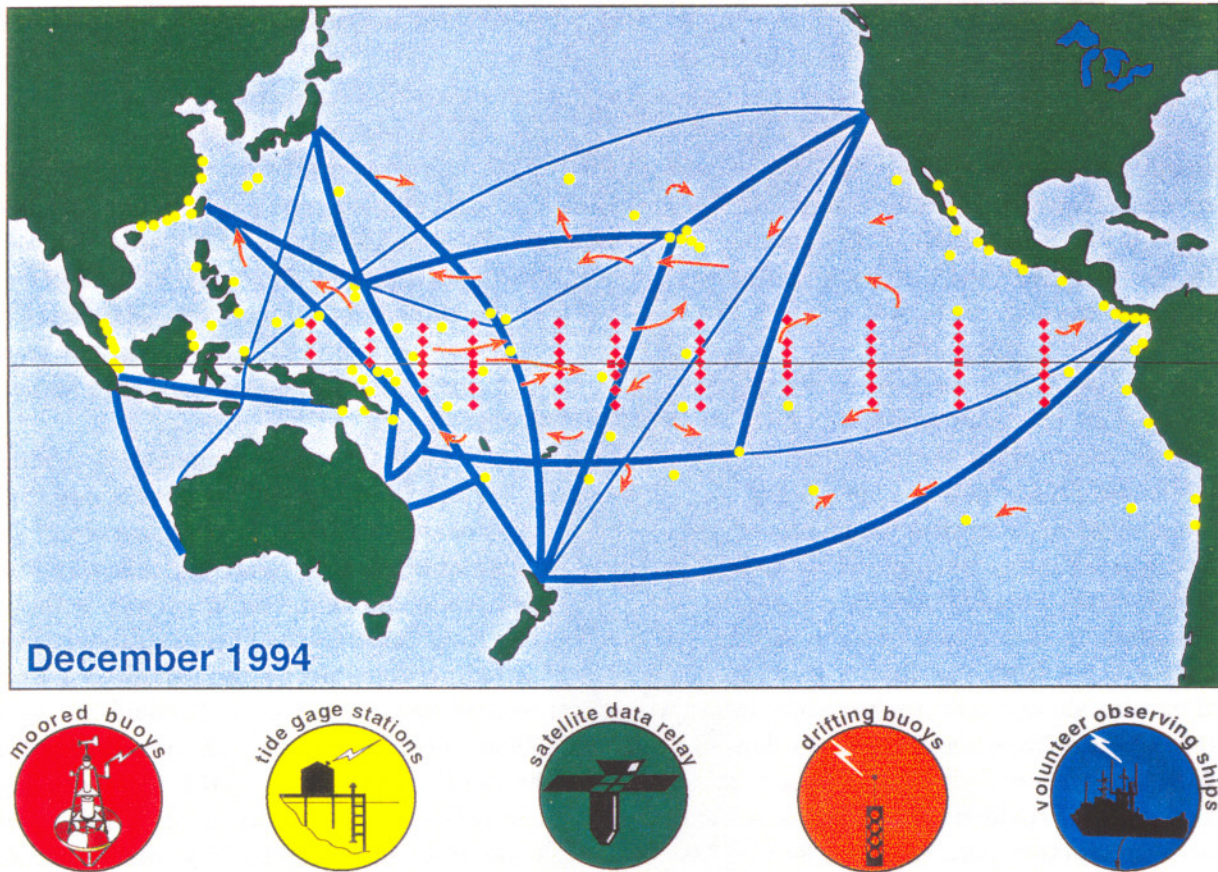 December 1994
moored buoys
tide gage stations
satellite data relay
drifting buoys
volunteer observing ships